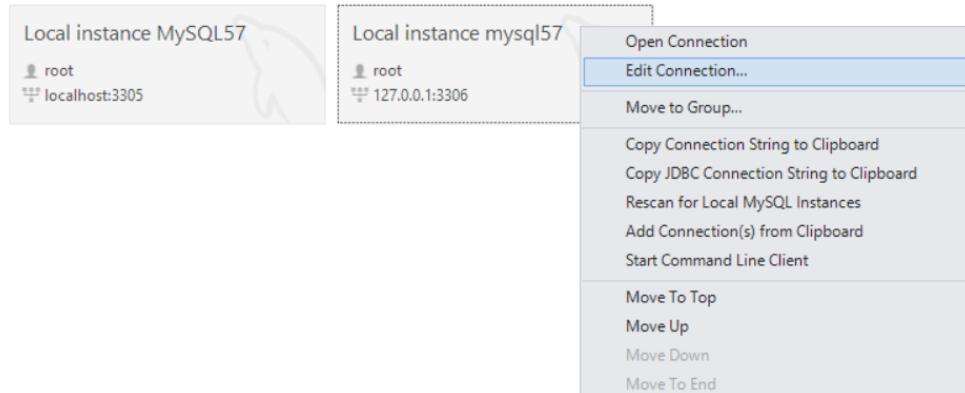 Local instance MySQL57
root
localhost:3305
Local instance mysql57
root
127.0.0.1:3306
Open Connection
Edit Connection...
Move to Group...
Copy Connection String to Clipboard
Copy JDBC Connection String to Clipboard
Rescan for Local MySQL Instances
Add Connection(s) from Clipboard
Start Command Line Client
Move To Top
Move Up
Move Down
Move To End